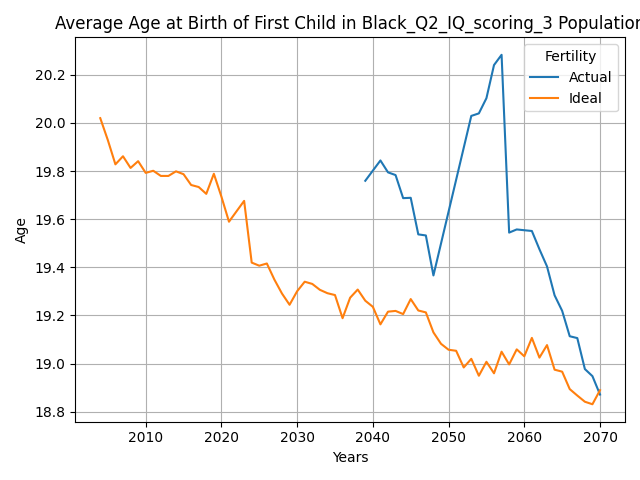 Average Age at Birth of First Child in Black_Q2_IQ_scoring_3 Population
Fertility
Actual
Ideal
20.2
20.0
19.8
19.6
19.4
19.2
19.0
18.8
Age
2010 2020 2030 2040 2050 2060 2070
Years